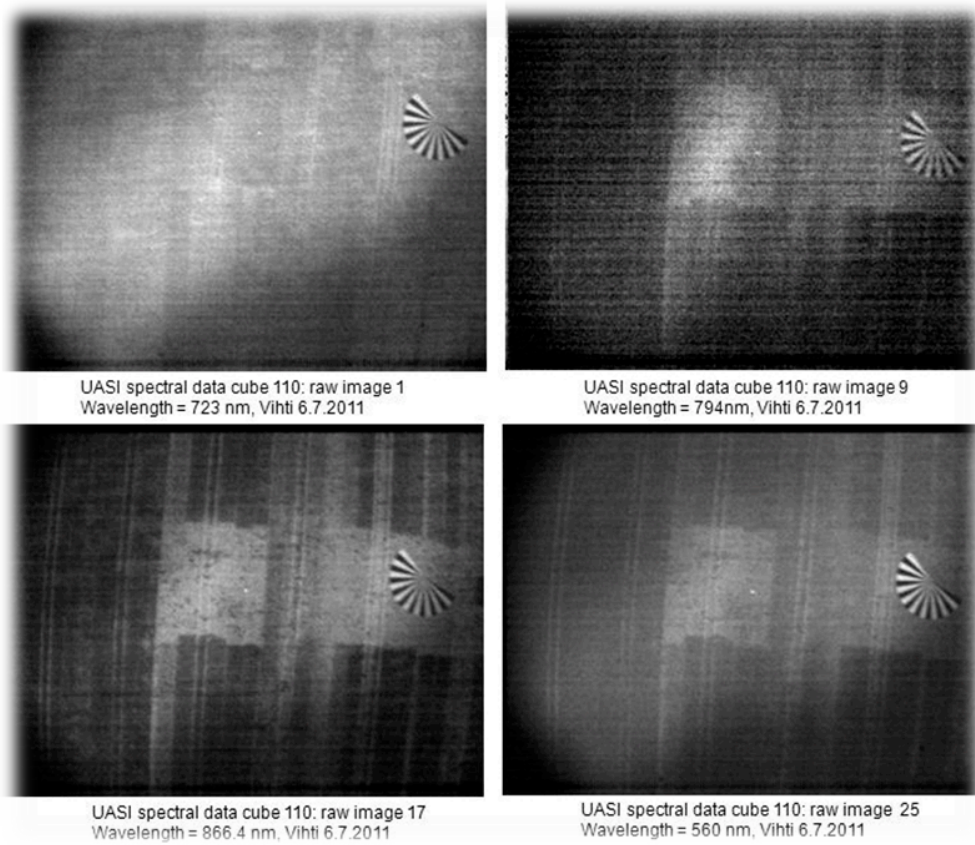 UASI spectral data cube 110: raw image 1
Wavelength = 723 nm, Vihti 6.7.2011
UASI spectral data cube 110: raw image 9
Wavelength = 794nm, Vihti 6.7.2011
UASI spectral data cube 110: raw image 17
Wavelength = 866.4 nm, Vihti 6.7.2011
UASI spectral data cube 110: raw image 25
Wavelength = 560 nm, Vihti 6.7.2011